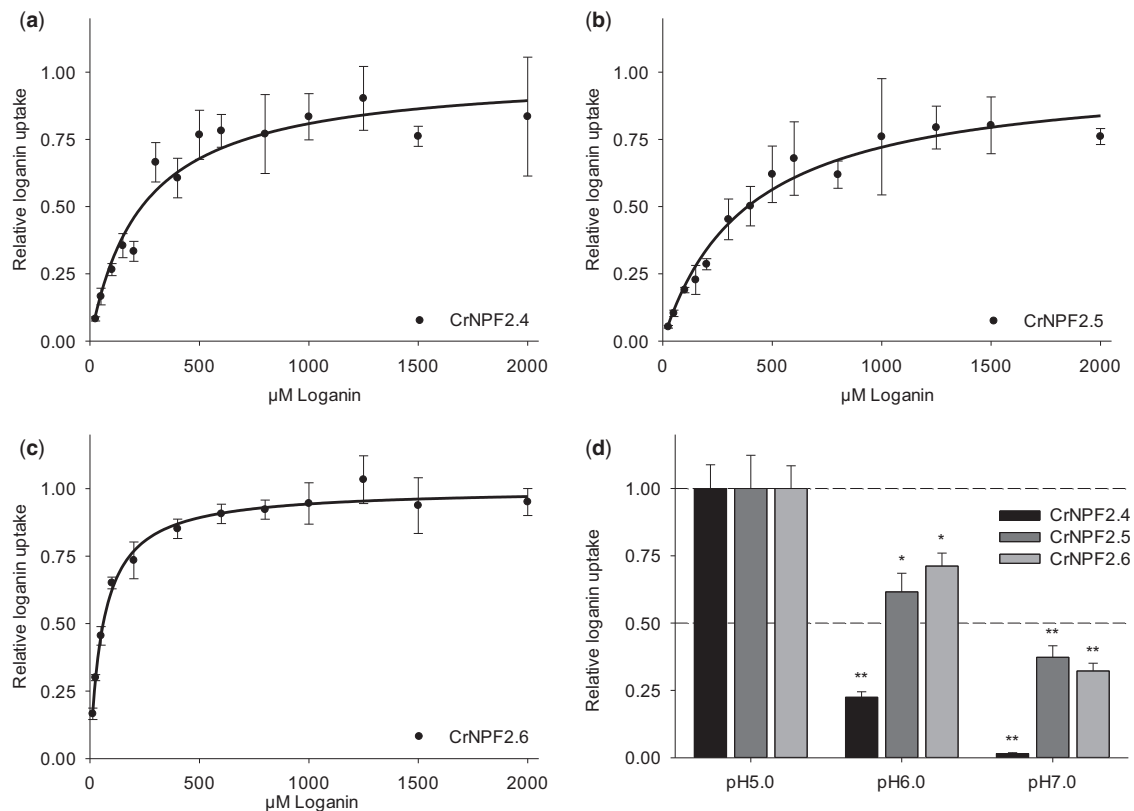 (a)
Relative loganin uptake
1.00
0.75
0.50
0.25
0.00
CrNPF2.4
0 500 1000 1500 2000
µM Loganin
(b)
Relative loganin uptake
1.00
0.75
0.50
0.25
0.00
CrNPF2.5
0 500 1000 1500 2000
µM Loganin
(c)
Relative loganin uptake
1.00
0.75
0.50
0.25
0.00
CrNPF2.6
0 500 1000 1500 2000
µM Loganin
(d)
Relative loganin uptake
1.00
0.75
0.50
0.25
0.00
CrNPF2.4
CrNPF2.5
CrNPF2.6
* *
** ** **
**
pH5.0 pH6.0 pH7.0